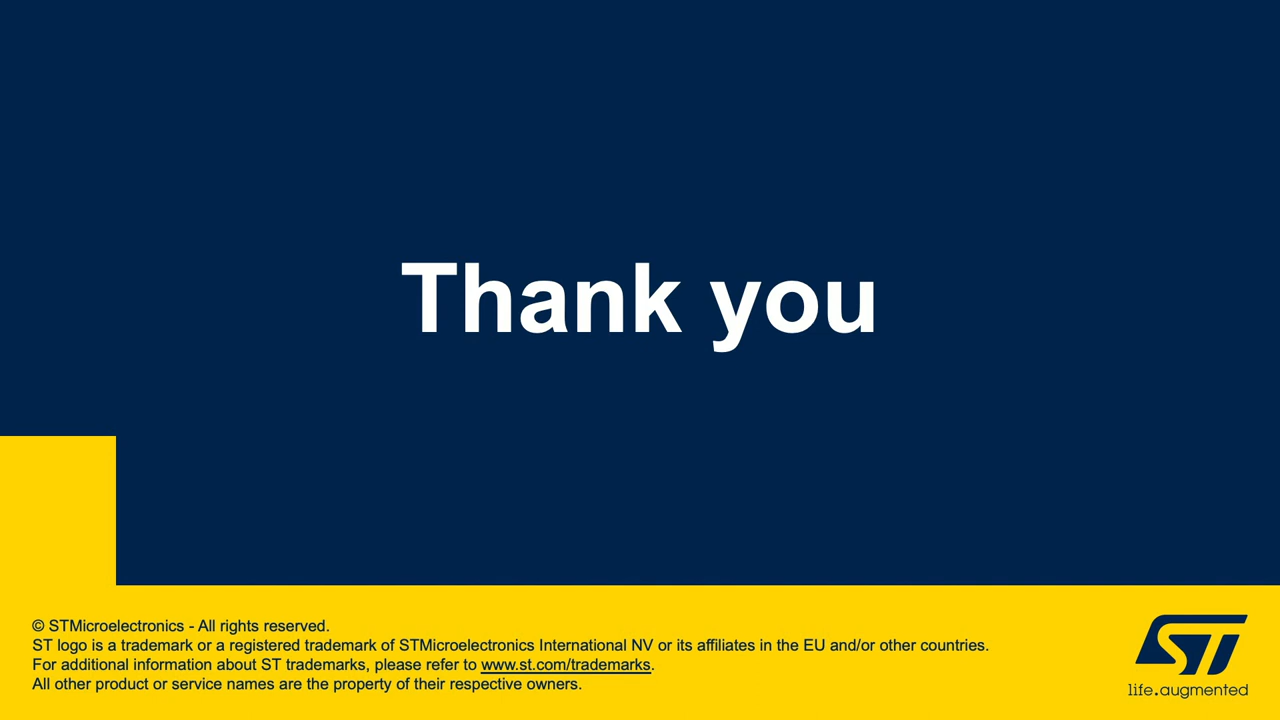 Thank you
© STMicroelectronics - All rights reserved.
ST logo is a trademark or a registered trademark of STMicroelectronics International NV or its affiliates in the EU and/or other countries.
For additional information about ST trademarks, please refer to www.st.com/trademarks.
All other product or service names are the property of their respective owners.
ST
life.augmented